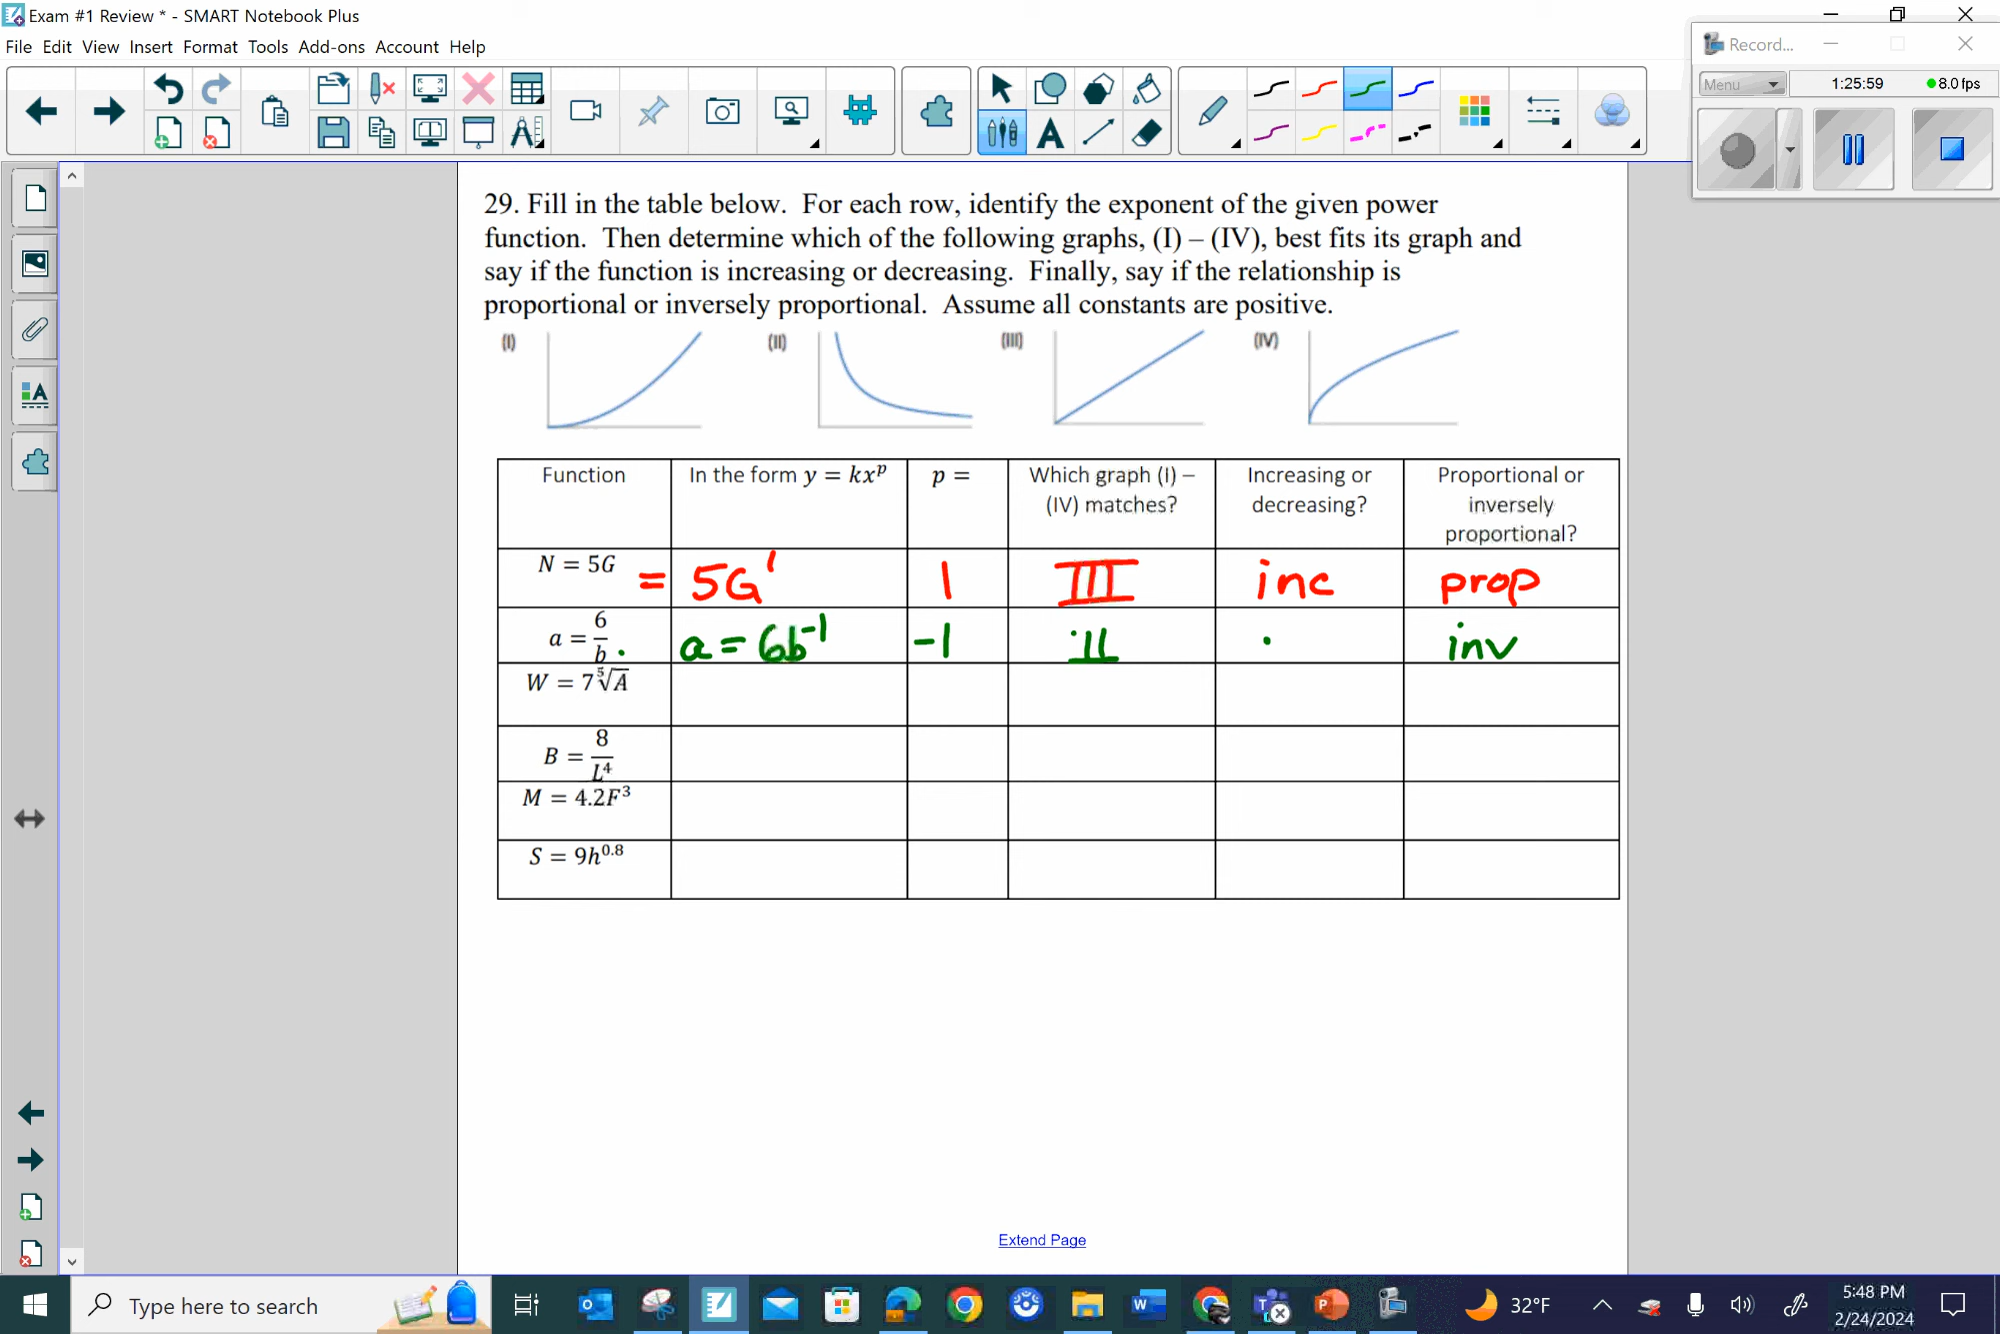 Exam #1 Review * - SMART Notebook Plus
File Edit View Insert Format Tools Add-ons Account Help
Record...
Menu
1:25:59
8.0 fps
29. Fill in the table below.  For each row, identify the exponent of the given power
function.  Then determine which of the following graphs, (I) – (IV), best fits its graph and
say if the function is increasing or decreasing.  Finally, say if the relationship is
proportional or inversely proportional.  Assume all constants are positive.
(I) (II) (III) (IV)
Function
In the form y = kx^p
p =
Which graph (I) –
(IV) matches?
Increasing or
decreasing?
Proportional or
inversely
proportional?
N = 5G = 5G^1 1 III inc prop
a = 6/b a = 6b^-1 -1 II inv
W = 7⁵√A
B = 8/L⁴
M = 4.2F³
S = 9h^0.8
Extend Page
Type here to search
32°F
5:48 PM
2/24/2024